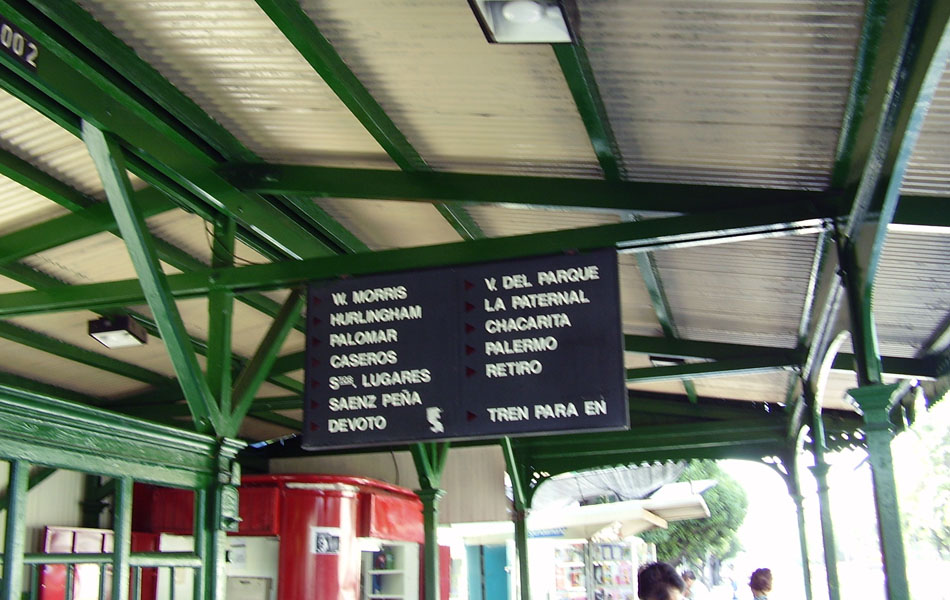 002
W. MORRIS
HURLINGHAM
PALOMAR
CASEROS
Sᵀᴼˢ. LUGARES
SAENZ PEÑA
DEVOTO
V. DEL PARQUE
LA PATERNAL
CHACARITA
PALERMO
RETIRO
TREN PARA EN